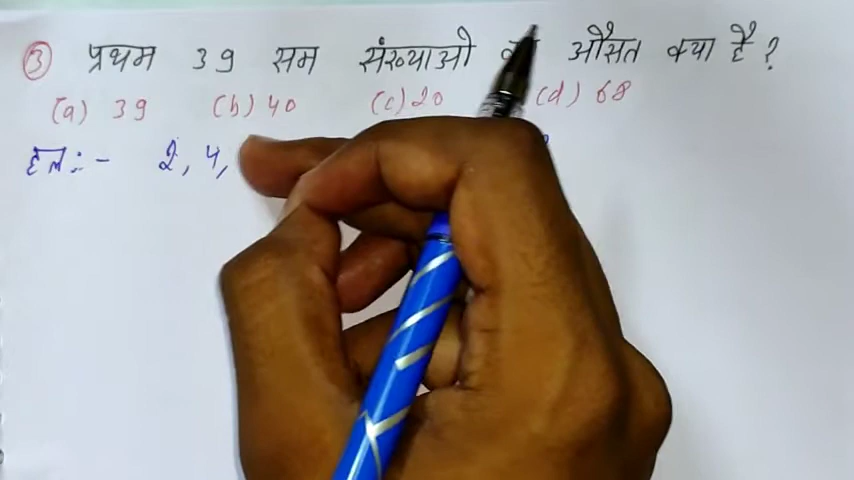 ③ प्रथम 39 सम संख्याओ औसत क्या है ?
(a) 39 (b) 40 (c) 20 (d) 68
हल :- 2, 4,